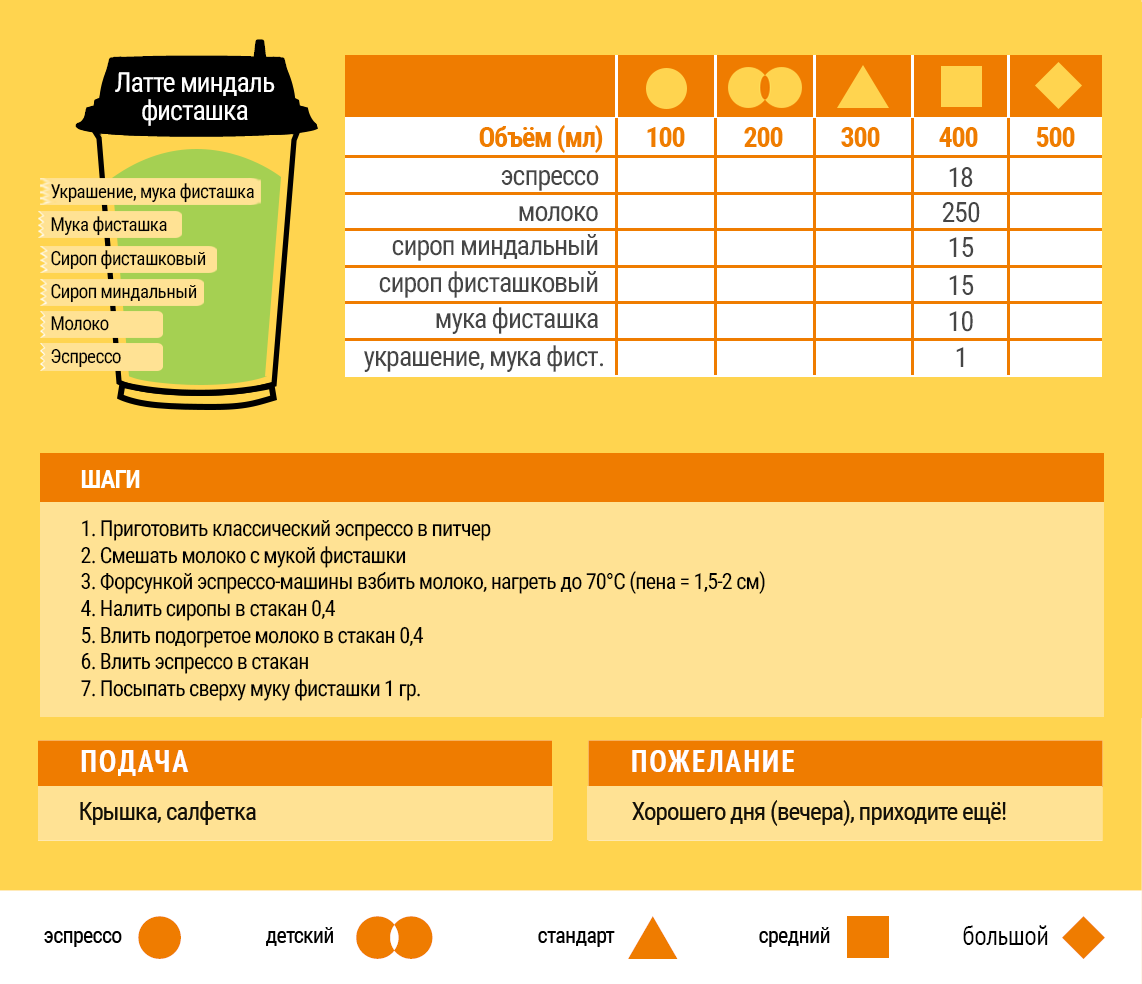 Латте миндаль
фисташка
Украшение, мука фисташка
Мука фисташка
Сироп фисташковый
Сироп миндальный
Молоко
Эспрессо
Объём (мл) 100 200 300 400 500
эспрессо 18
молоко 250
сироп миндальный 15
сироп фисташковый 15
мука фисташка 10
украшение, мука фист. 1
ШАГИ
1. Приготовить классический эспрессо в питчер
2. Смешать молоко с мукой фисташки
3. Форсункой эспрессо-машины взбить молоко, нагреть до 70°С (пена = 1,5-2 см)
4. Налить сиропы в стакан 0,4
5. Влить подогретое молоко в стакан 0,4
6. Влить эспрессо в стакан
7. Посыпать сверху муку фисташки 1 гр.
ПОДАЧА
Крышка, салфетка
ПОЖЕЛАНИЕ
Хорошего дня (вечера), приходите ещё!
эспрессо детский стандарт средний большой